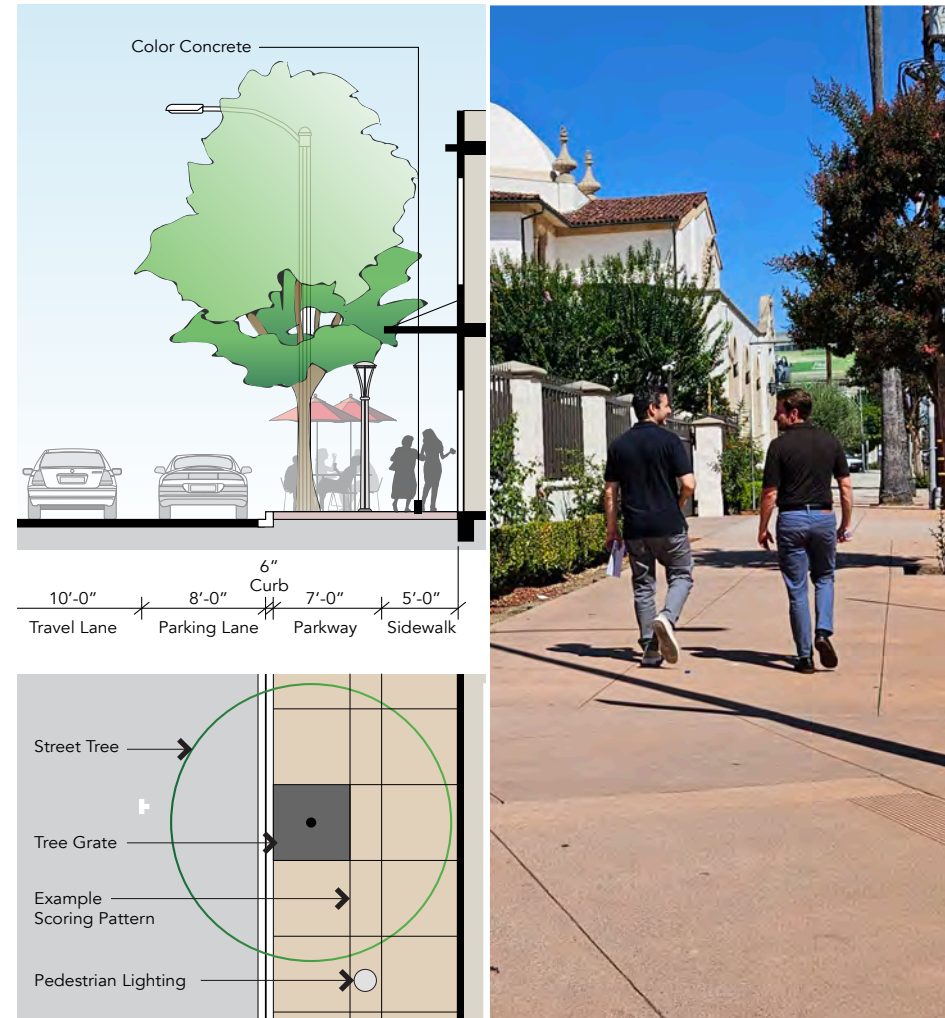 Color Concrete
6”
Curb
10’-0” 8’-0” 7’-0” 5’-0”
Travel Lane Parking Lane Parkway Sidewalk
Street Tree
Tree Grate
Example
Scoring Pattern
Pedestrian Lighting